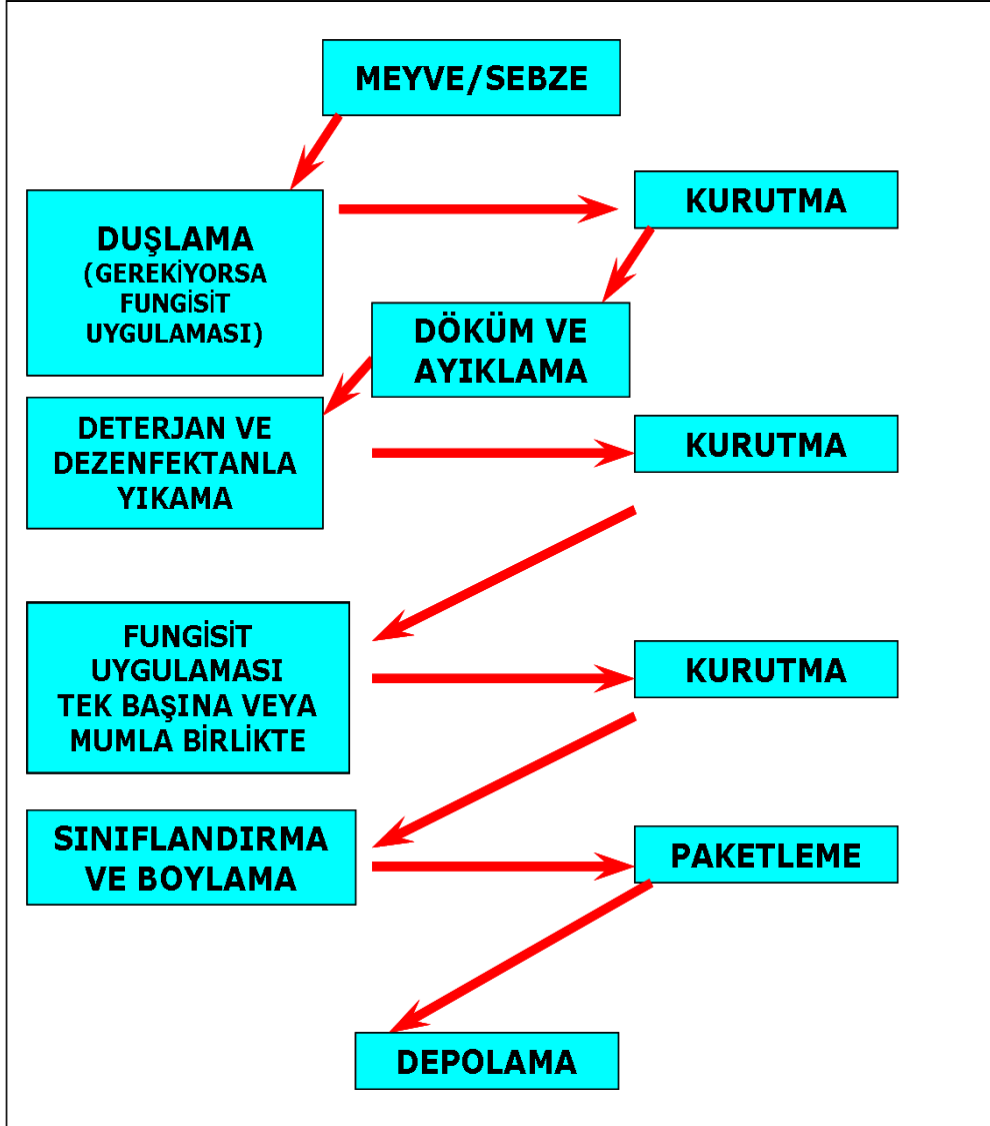 MEYVE/SEBZE
DUŞLAMA
(GEREKİYORSA
FUNGİSİT
UYGULAMASI)
KURUTMA
DÖKÜM VE
AYIKLAMA
DETERJAN VE
DEZENFEKTANLA
YIKAMA
KURUTMA
FUNGİSİT
UYGULAMASI
TEK BAŞINA VEYA
MUMLA BİRLİKTE
KURUTMA
SINIFLANDIRMA
VE BOYLAMA
PAKETLEME
DEPOLAMA